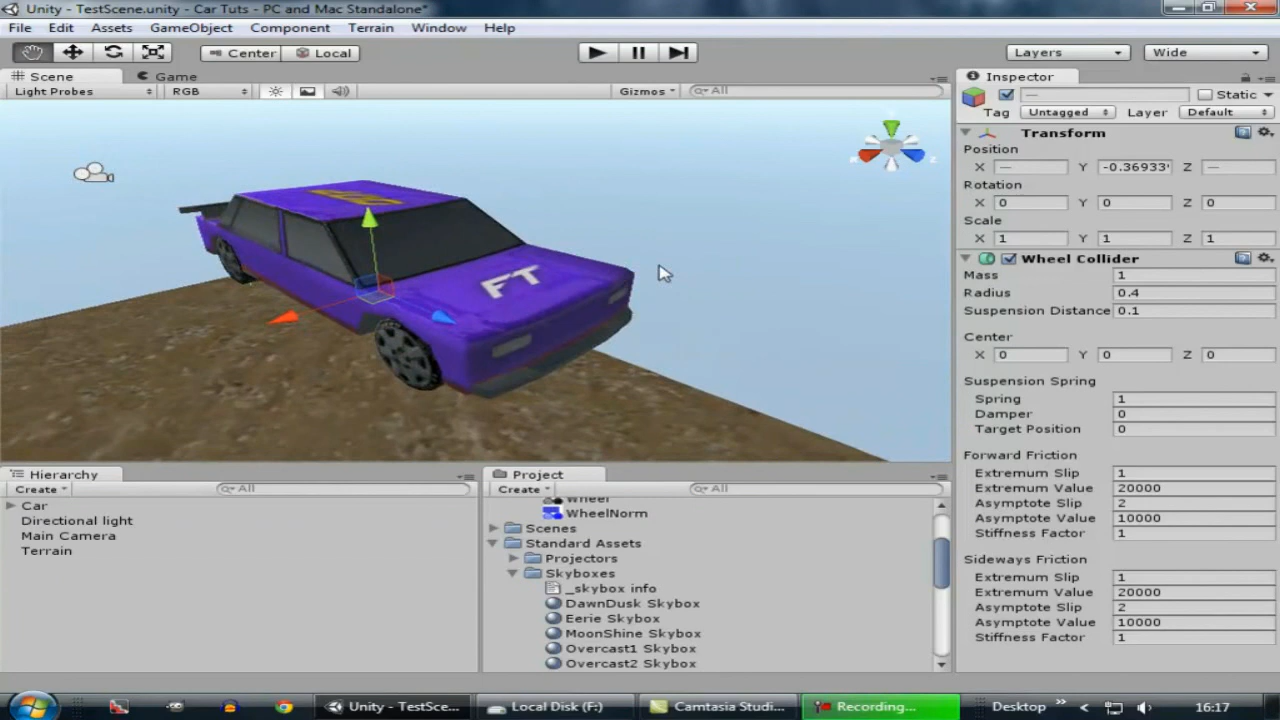 Unity - TestScene.unity - Car Tuts - PC and Mac Standalone*
File Edit Assets GameObject Component Terrain Window Help
Center Local Layers Wide
Scene Game Inspector
Light Probes RGB Gizmos All
Static
Tag Untagged Layer Default
Transform
Position
X — Y -0.36933 Z —
Rotation
X 0 Y 0 Z 0
Scale
X 1 Y 1 Z 1
Wheel Collider
Mass 1
Radius 0.4
Suspension Distance 0.1
Center
X 0 Y 0 Z 0
Suspension Spring
Spring 1
Damper 0
Target Position 0
Forward Friction
Extremum Slip 1
Extremum Value 20000
Asymptote Slip 2
Asymptote Value 10000
Stiffness Factor 1
Sideways Friction
Extremum Slip 1
Extremum Value 20000
Asymptote Slip 2
Asymptote Value 10000
Stiffness Factor 1
FT
Hierarchy
Create All
Car
Directional light
Main Camera
Terrain
Project
Create All
Wheel
WheelNorm
Scenes
Standard Assets
Projectors
Skyboxes
_skybox info
DawnDusk Skybox
Eerie Skybox
MoonShine Skybox
Overcast1 Skybox
Overcast2 Skybox
Unity - TestSce... Local Disk (F:) Camtasia Studi... Recording... Desktop 16:17